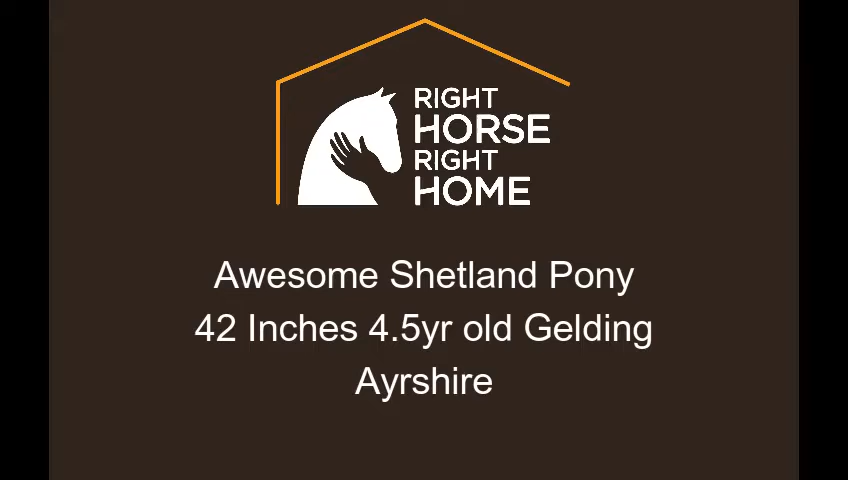 RIGHT
HORSE
RIGHT
HOME
Awesome Shetland Pony
42 Inches 4.5yr old Gelding
Ayrshire